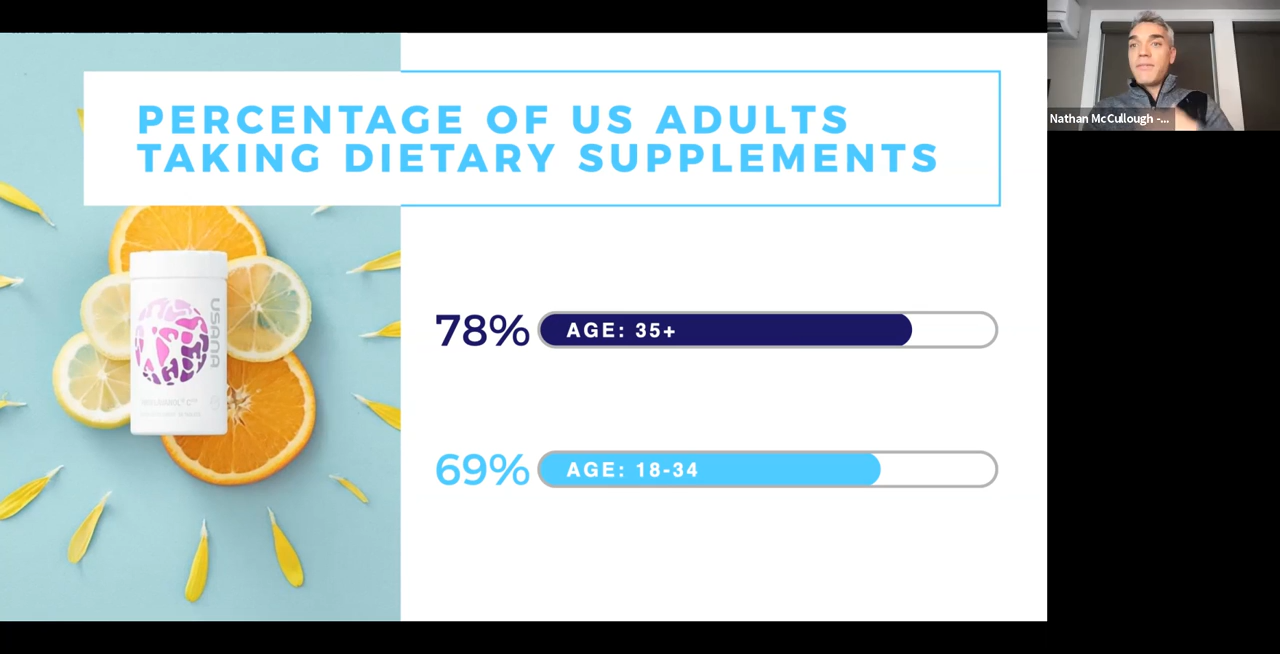 PERCENTAGE OF US ADULTS
TAKING DIETARY SUPPLEMENTS
Nathan McCullough -...
USANA
78%
AGE: 35+
69%
AGE: 18-34